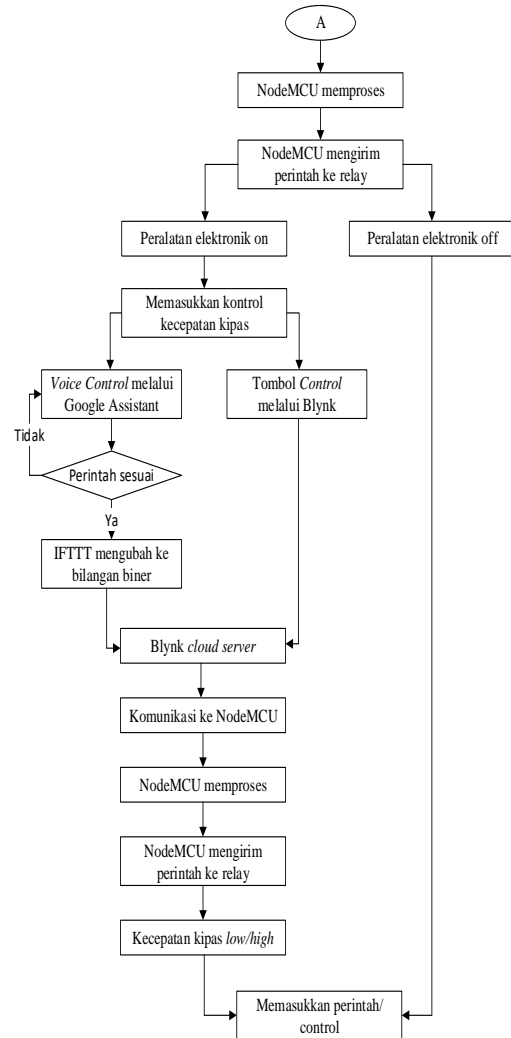 A
NodeMCU memproses
NodeMCU mengirim
perintah ke relay
Peralatan elektronik on
Peralatan elektronik off
Memasukkan kontrol
kecepatan kipas
Voice Control melalui
Google Assistant
Tombol Control
melalui Blynk
Tidak
Perintah sesuai
Ya
IFTTT mengubah ke
bilangan biner
Blynk cloud server
Komunikasi ke NodeMCU
NodeMCU memproses
NodeMCU mengirim
perintah ke relay
Kecepatan kipas low/high
Memasukkan perintah/
control